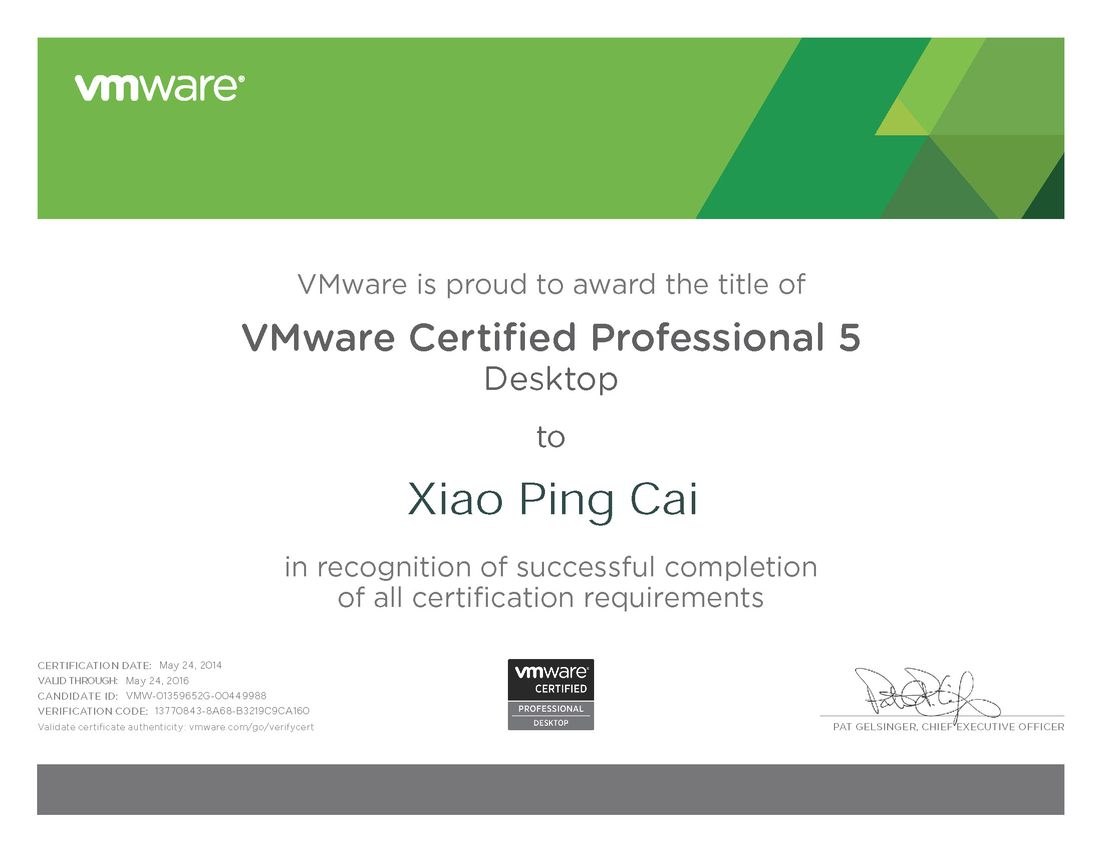 vmware®
VMware is proud to award the title of
VMware Certified Professional 5
Desktop
to
Xiao Ping Cai
in recognition of successful completion
of all certification requirements
CERTIFICATION DATE: May 24, 2014
VALID THROUGH: May 24, 2016
CANDIDATE ID: VMW-01359652G-00449988
VERIFICATION CODE: 13770843-8A68-B3219C9CA160
Validate certificate authenticity: vmware.com/go/verifycert
vmware®
CERTIFIED
PROFESSIONAL
DESKTOP
PAT GELSINGER, CHIEF EXECUTIVE OFFICER